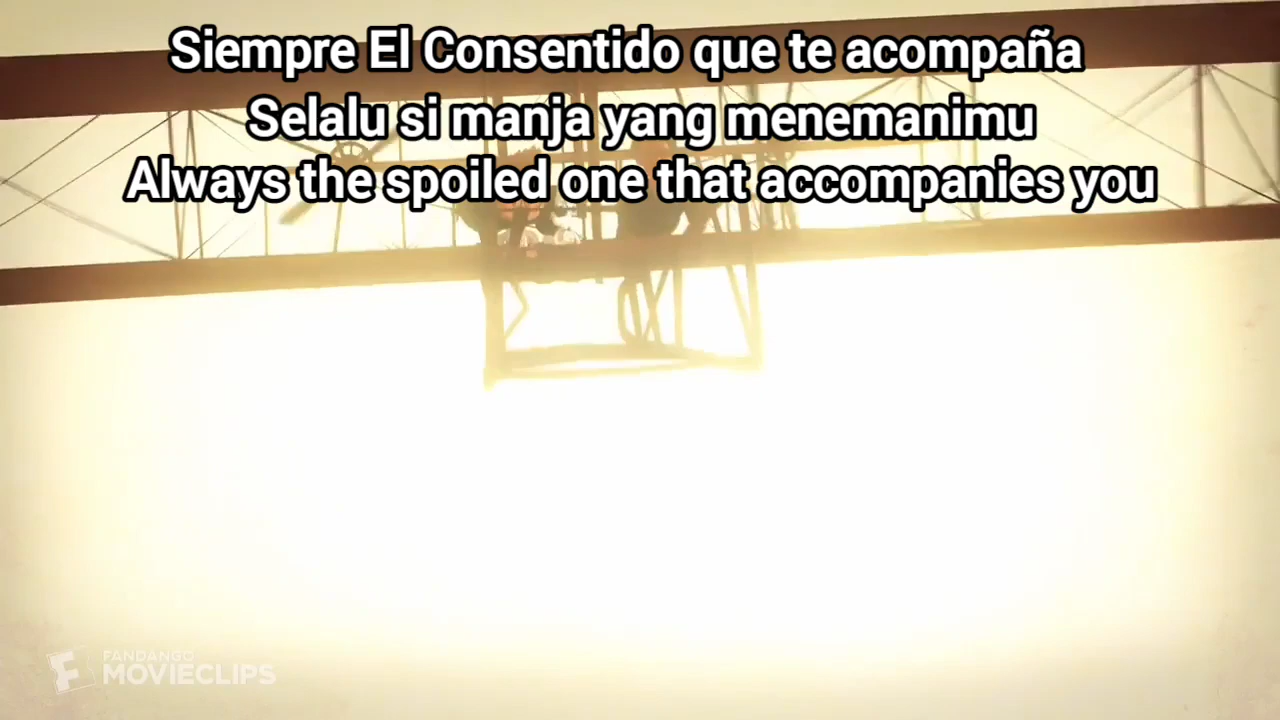 Siempre El Consentido que te acompaña
Selalu si manja yang menemanimu
Always the spoiled one that accompanies you
FANDANGO
MOVIECLIPS